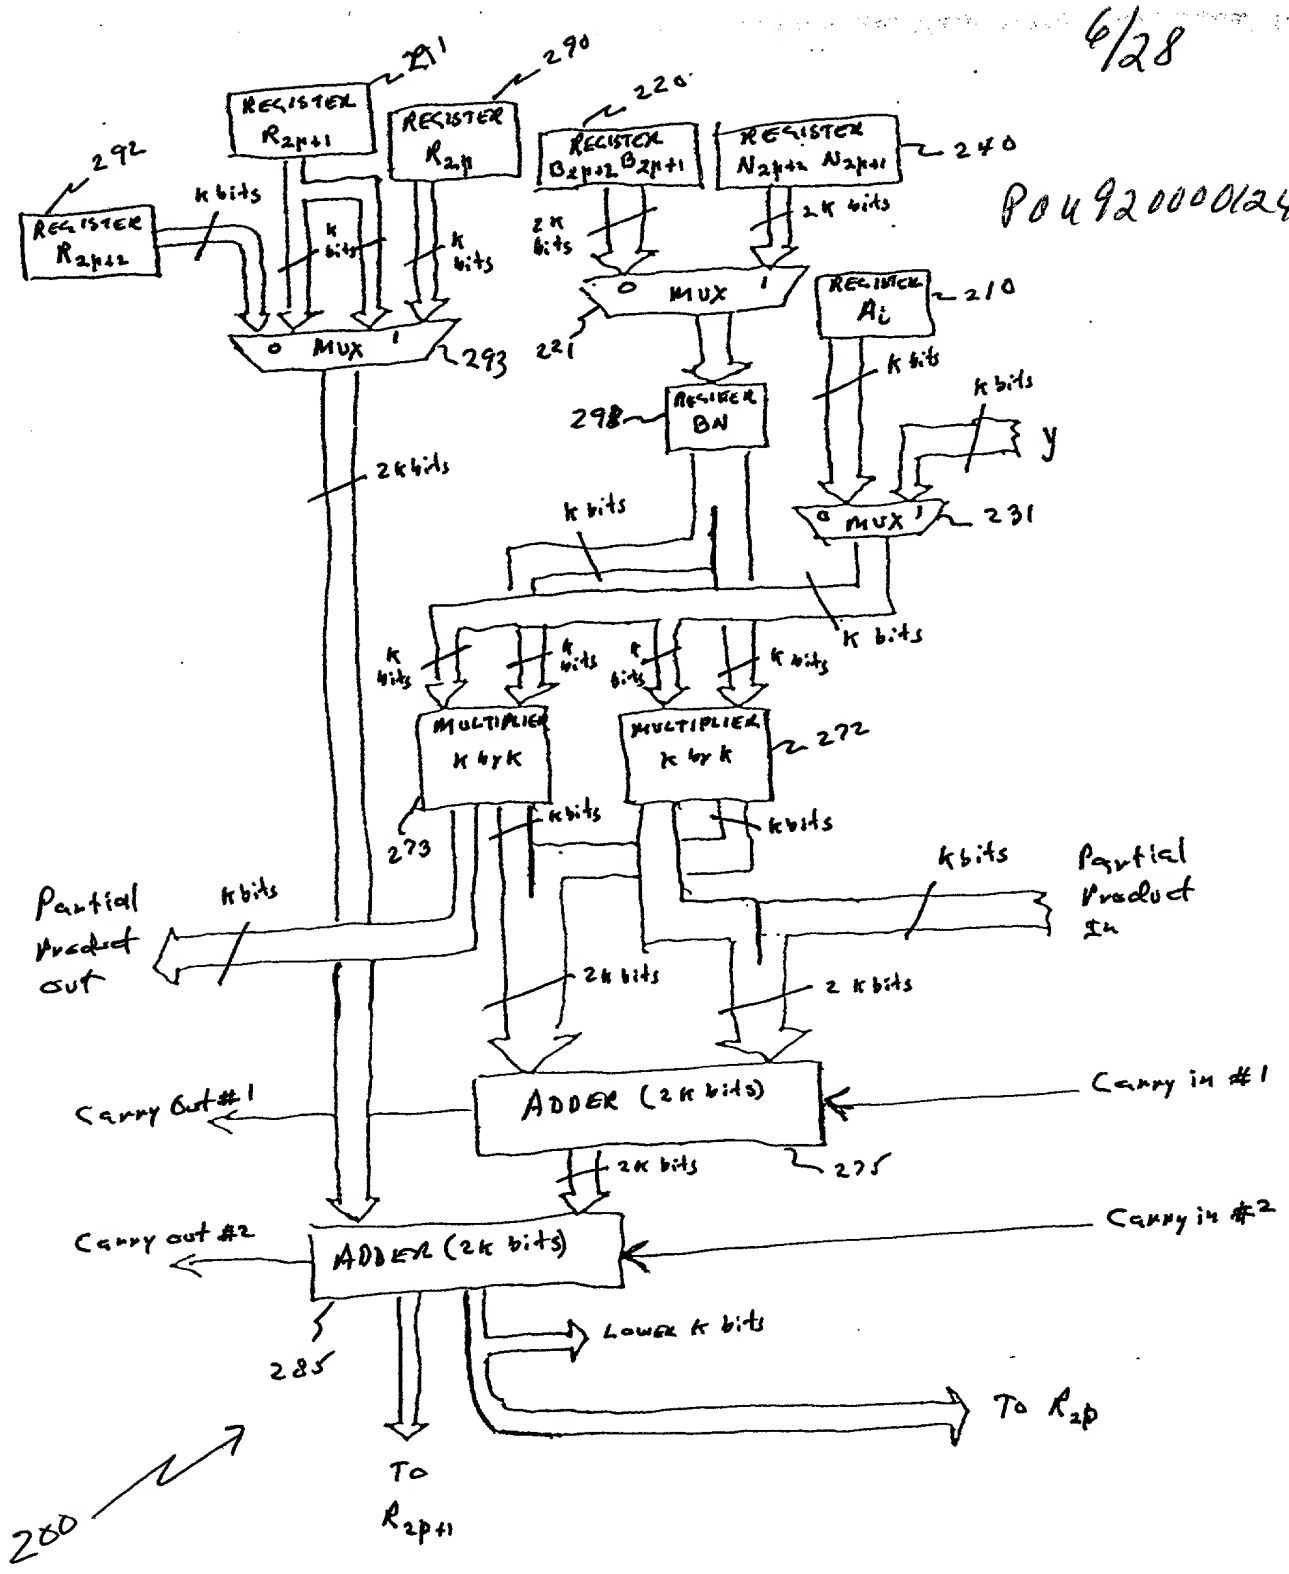 6/28
POU920000124
291
REGISTER
R2p+1
290
REGISTER
R2p
220
REGISTER
B2p+2 B2p+1
REGISTER
N2p+2 N2p+1
240
292
REGISTER
R2p+2
K bits
K
bits
K
bits
2K
bits
2K bits
0 MUX 1
293
0 MUX 1
221
REGISTER
Ai
210
K bits
K bits
y
298
REGISTER
BN
0 MUX 1
231
2K bits
K bits
K bits
K
bits
K
bits
K
bits
K bits
MULTIPLIER
K by K
273
MULTIPLIER
K by K
272
K bits
K bits
Partial
Product
out
K bits
K bits
Partial
Product
In
2K bits
2 K bits
Carry Out #1
ADDER (2K bits)
Carry in #1
275
2K bits
Carry out #2
ADDER (2K bits)
Carry in #2
285
LOWER K bits
To R2p
To
R2p+1
200